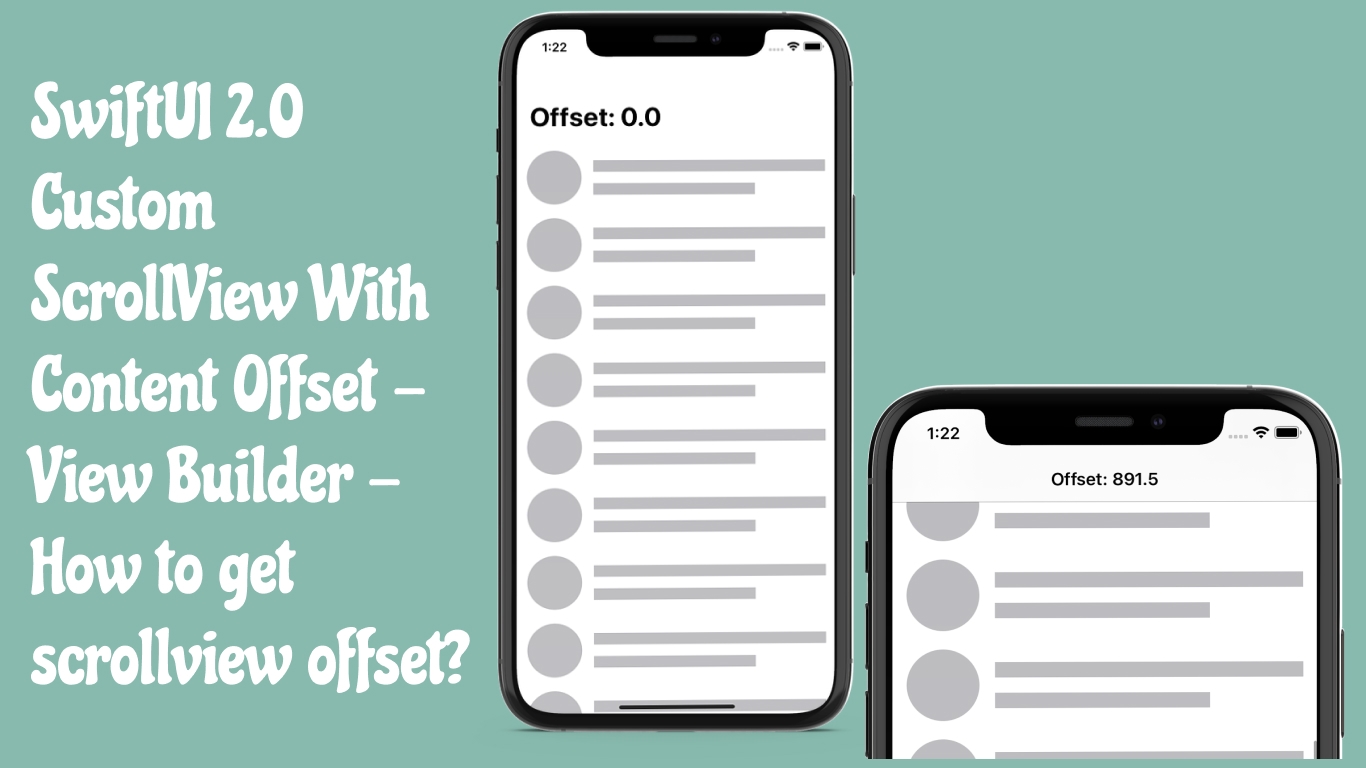 SwiftUI 2.0
Custom
ScrollView With
Content Offset –
View Builder –
How to get
scrollview offset?
1:22
Offset: 0.0
1:22
Offset: 891.5